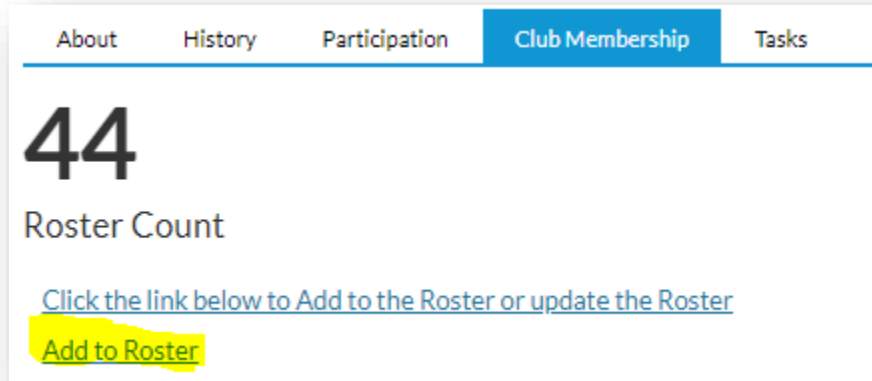 About History Participation Club Membership Tasks
44
Roster Count
Click the link below to Add to the Roster or update the Roster
Add to Roster